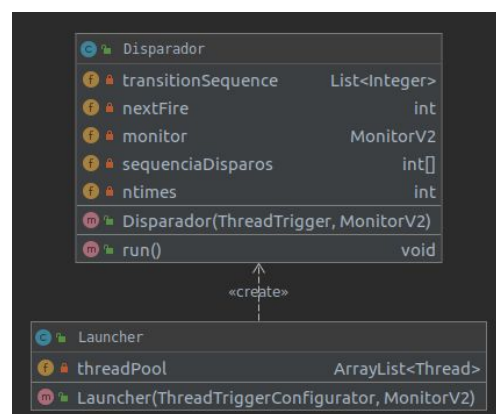 Disparador
transitionSequence List<Integer>
nextFire int
monitor MonitorV2
sequenciaDisparos int[]
ntimes int
Disparador(ThreadTrigger, MonitorV2)
run() void
«create»
Launcher
threadPool ArrayList<Thread>
Launcher(ThreadTriggerConfigurator, MonitorV2)